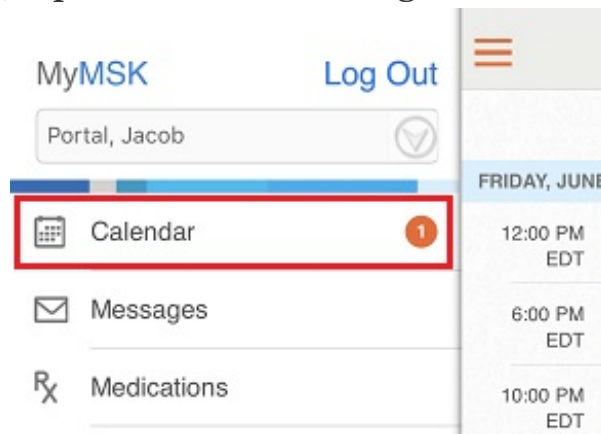 MyMSK Log Out
Portal, Jacob
Calendar 1
Messages
Rx Medications
FRIDAY, JUNE
12:00 PM
EDT
6:00 PM
EDT
10:00 PM
EDT